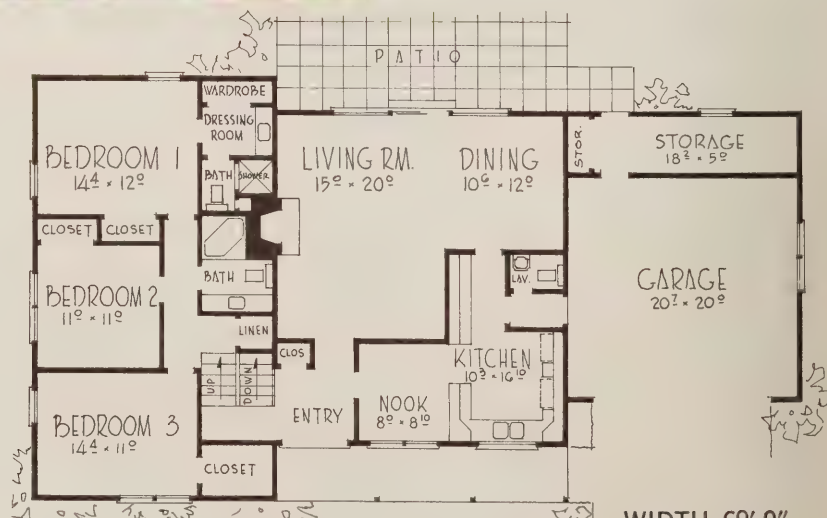 PATIO
WARDROBE
DRESSING
ROOM
BEDROOM 1
14⁴ × 12⁰
BATH
SHOWER
LIVING RM.
15⁰ × 20⁰
DINING
10⁶ × 12⁰
STOR.
STORAGE
18² × 5⁰
CLOSET
CLOSET
BEDROOM 2
11⁰ × 11⁰
BATH
LINEN
LAV.
GARAGE
20⁷ × 20⁰
CLOS
UP
DOWN
ENTRY
NOOK
8⁰ × 8¹⁰
KITCHEN
10³ × 16¹⁰
BEDROOM 3
14⁴ × 11⁰
CLOSET